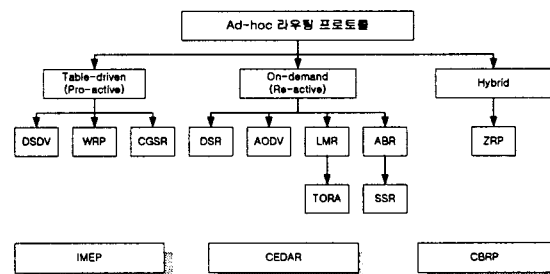 Ad-hoc 라우팅 프로토콜
Table-driven
(Pro-active)
On-demand
(Re-active)
Hybrid
DSDV
WRP
CGSR
DSR
AODV
LMR
ABR
ZRP
TORA
SSR
IMEP
CEDAR
CBRP